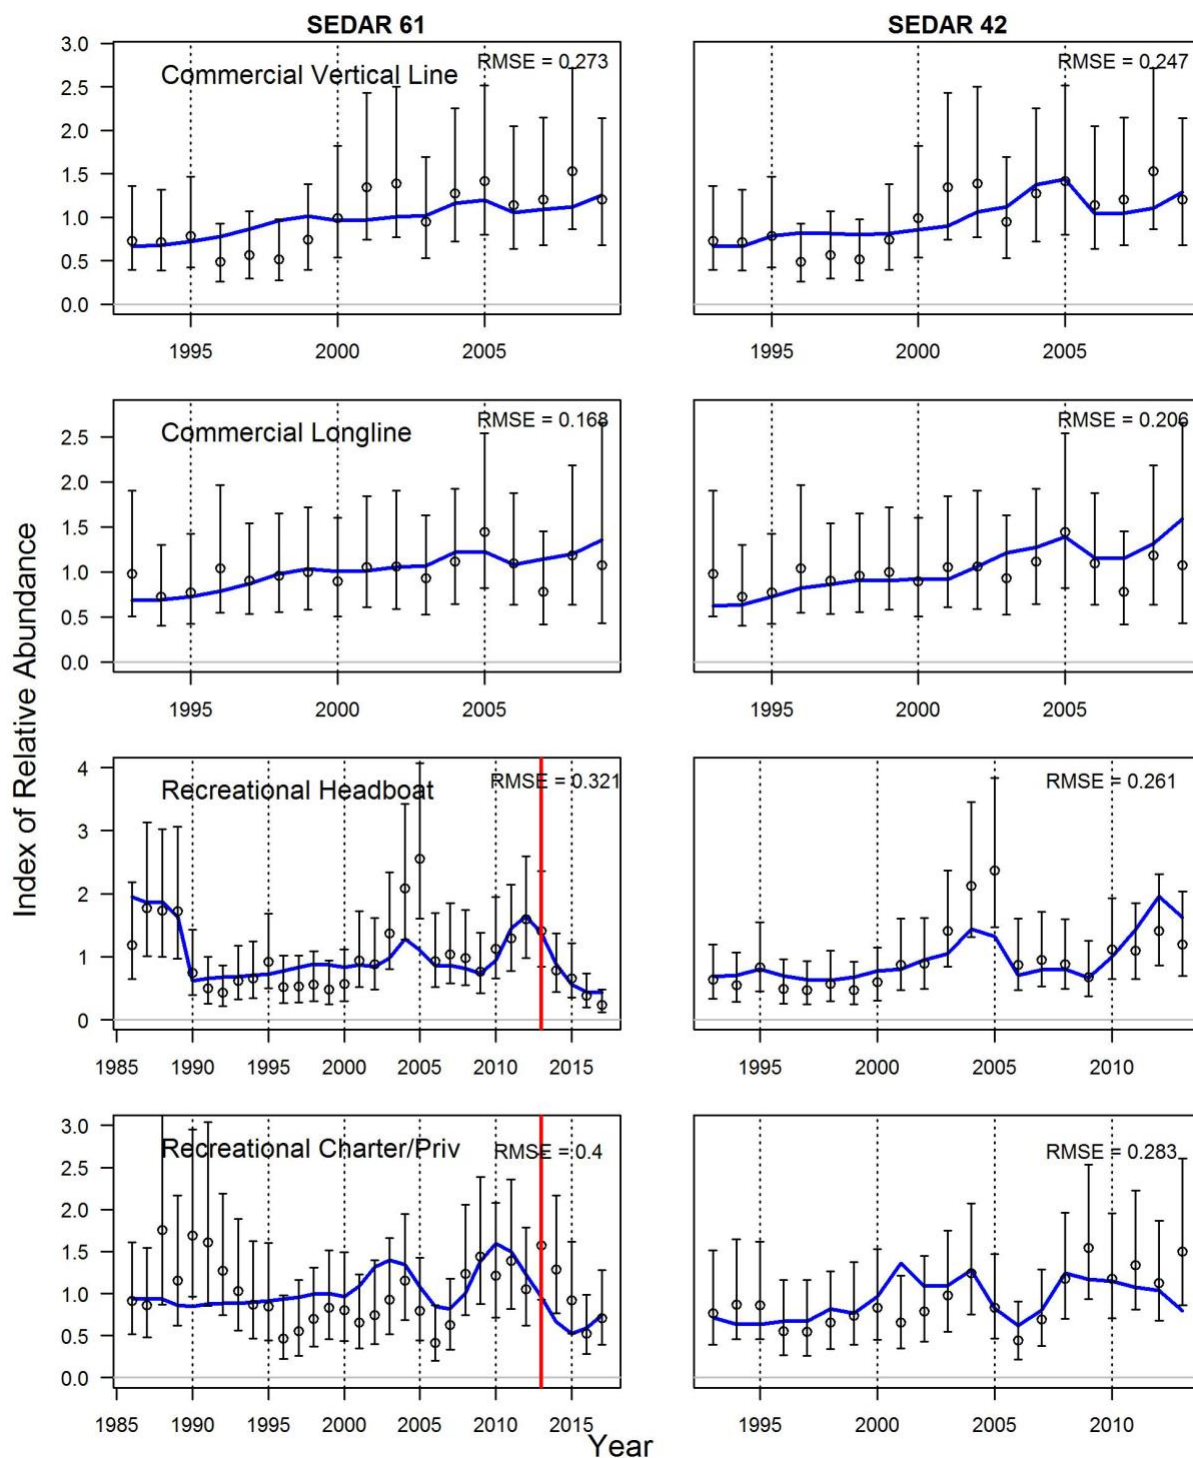 SEDAR 61
SEDAR 42
Index of Relative Abundance
Commercial Vertical Line
RMSE = 0.273
3.0
2.5
2.0
1.5
1.0
0.5
0.0
1995 2000 2005
RMSE = 0.247
1995 2000 2005
Commercial Longline
RMSE = 0.168
2.5
2.0
1.5
1.0
0.5
0.0
1995 2000 2005
RMSE = 0.206
1995 2000 2005
Recreational Headboat
RMSE = 0.321
4
3
2
1
0
1985 1990 1995 2000 2005 2010 2015
RMSE = 0.261
1995 2000 2005 2010
Recreational Charter/Priv
RMSE = 0.4
3.0
2.5
2.0
1.5
1.0
0.5
0.0
1985 1990 1995 2000 2005 2010 2015
RMSE = 0.283
1995 2000 2005 2010
Year